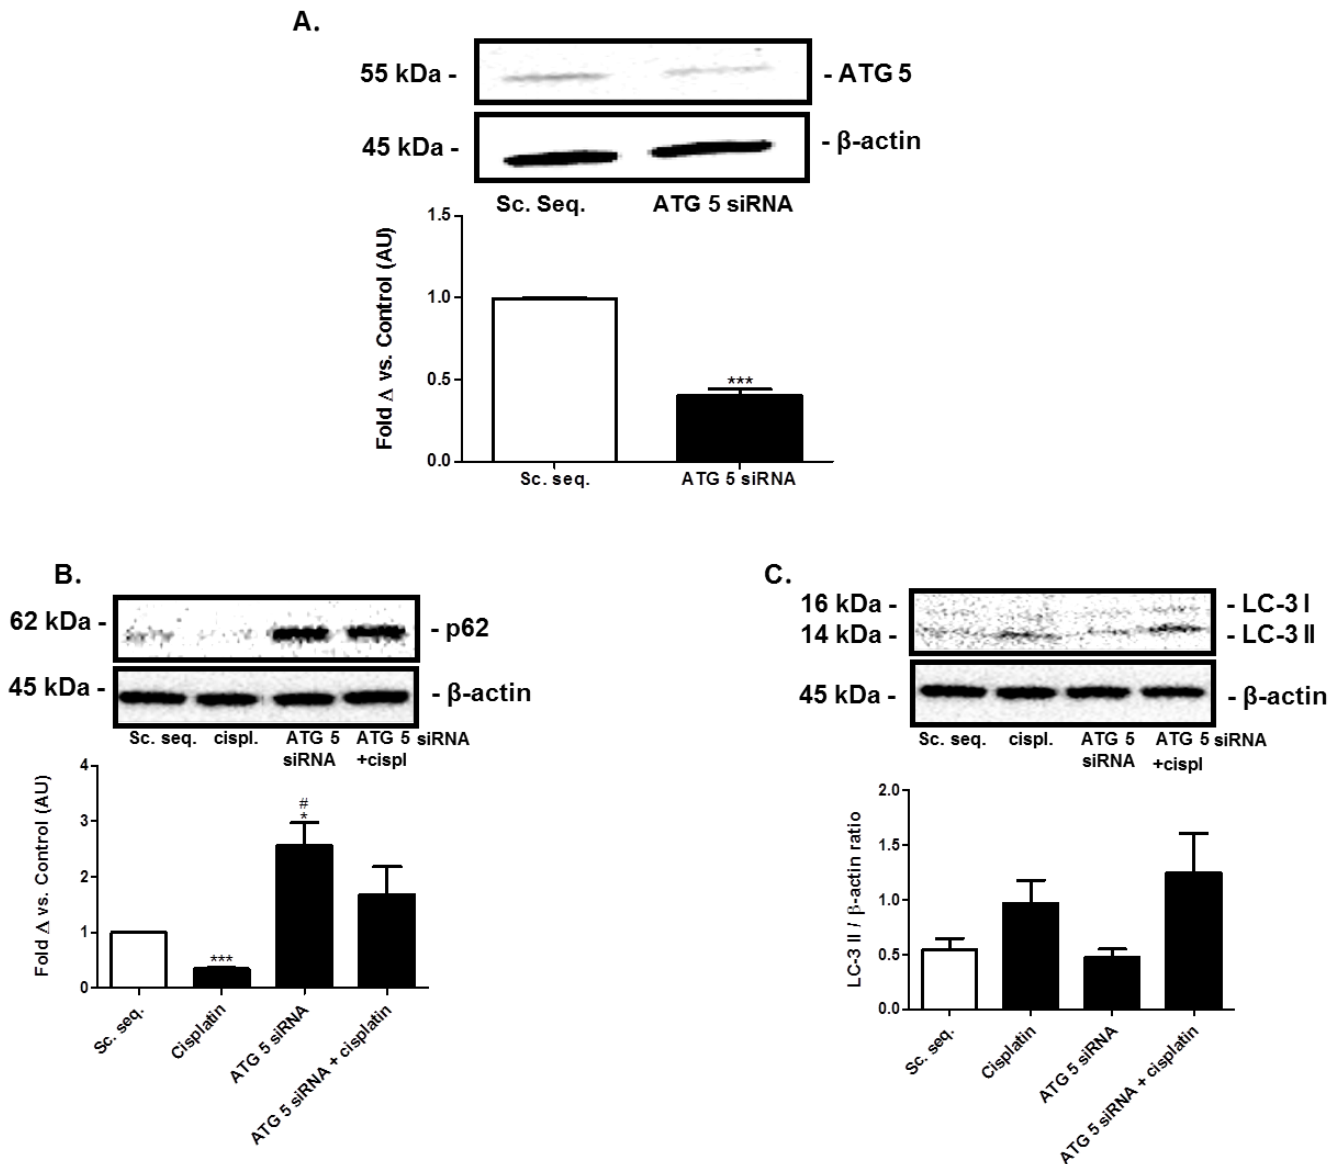 A.
55 kDa - - ATG 5
45 kDa - - β-actin
Sc. Seq. ATG 5 siRNA
Fold Δ vs. Control (AU)
1.5
1.0
0.5
0.0
***
Sc. seq. ATG 5 siRNA
B.
62 kDa - - p62
45 kDa - - β-actin
Sc. seq. cispl. ATG 5 siRNA ATG 5 siRNA +cispl
Fold Δ vs. Control (AU)
4
3
2
1
0
***
#
*
Sc. seq.
Cisplatin
ATG 5 siRNA
ATG 5 siRNA + cisplatin
C.
16 kDa - - LC-3 I
14 kDa - - LC-3 II
45 kDa - - β-actin
Sc. seq. cispl. ATG 5 siRNA ATG 5 siRNA +cispl
LC-3 II / β-actin ratio
2.0
1.5
1.0
0.5
0.0
Sc. seq.
Cisplatin
ATG 5 siRNA
ATG 5 siRNA + cisplatin